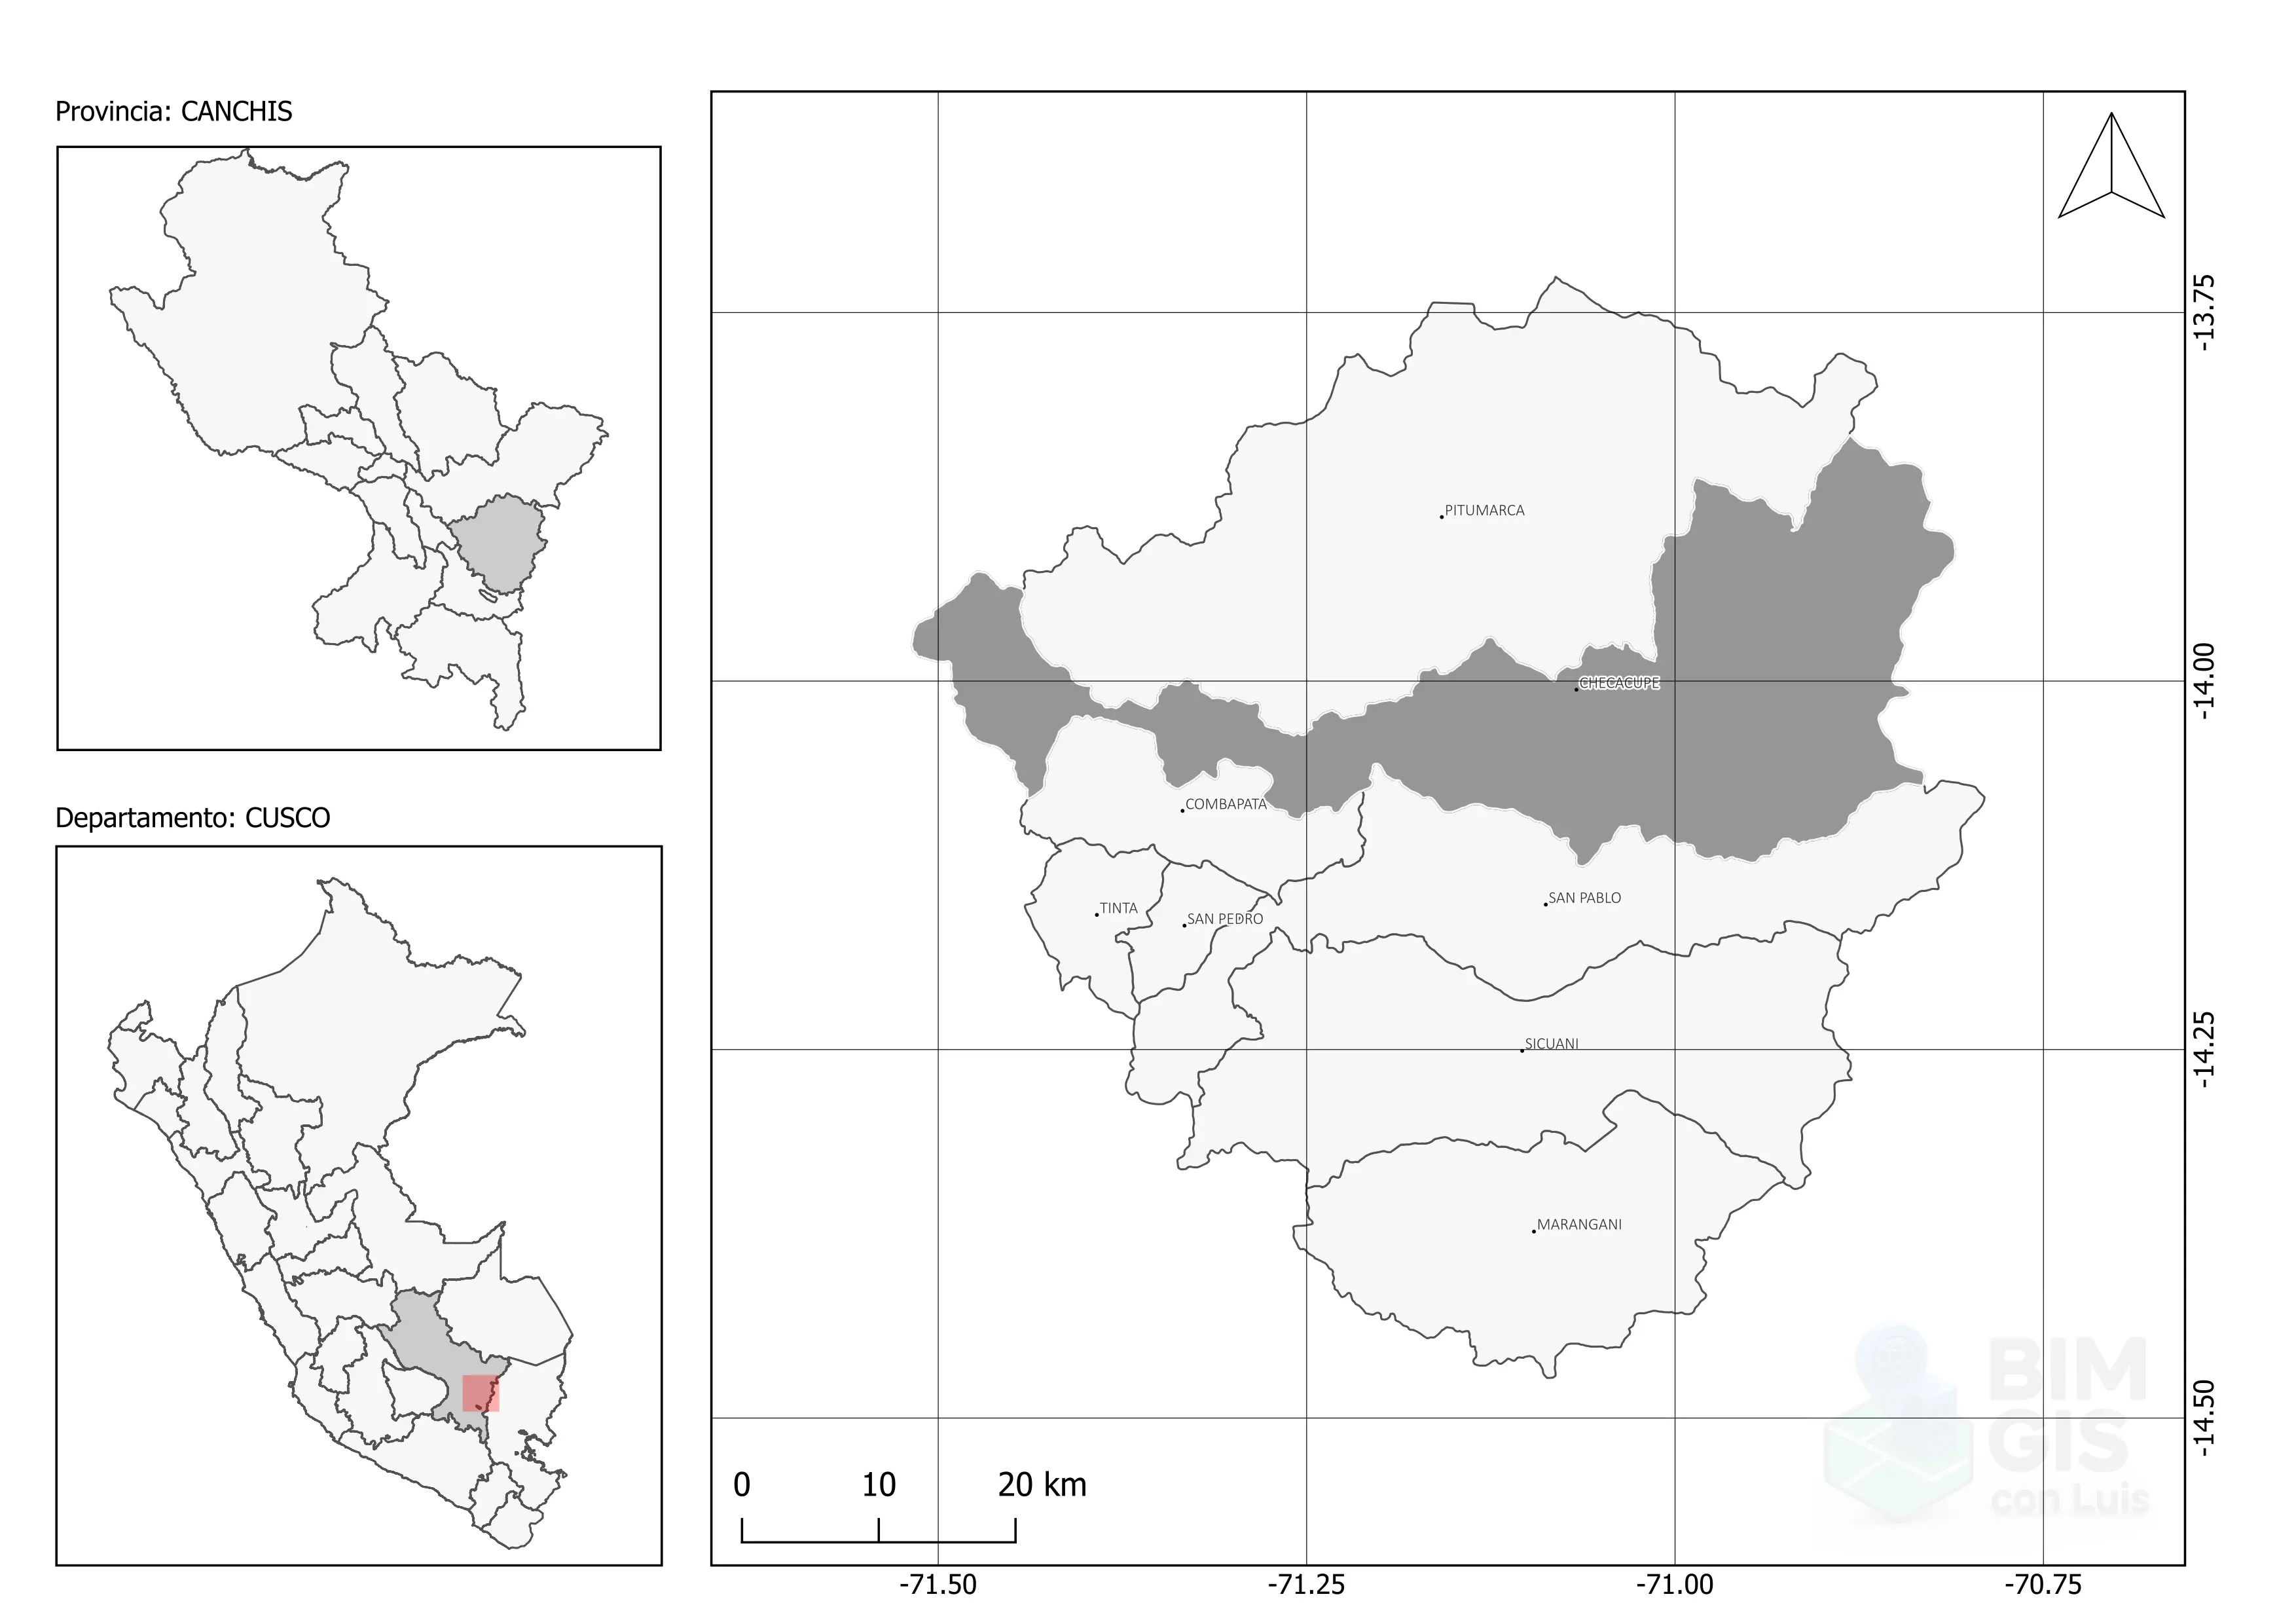 Provincia: CANCHIS
Departamento: CUSCO
PITUMARCA
CHECACUPE
COMBAPATA
TINTA
SAN PEDRO
SAN PABLO
SICUANI
MARANGANI
-13.75
-14.00
-14.25
-14.50
0 10 20 km
-71.50 -71.25 -71.00 -70.75
BIM
GIS
con Luis